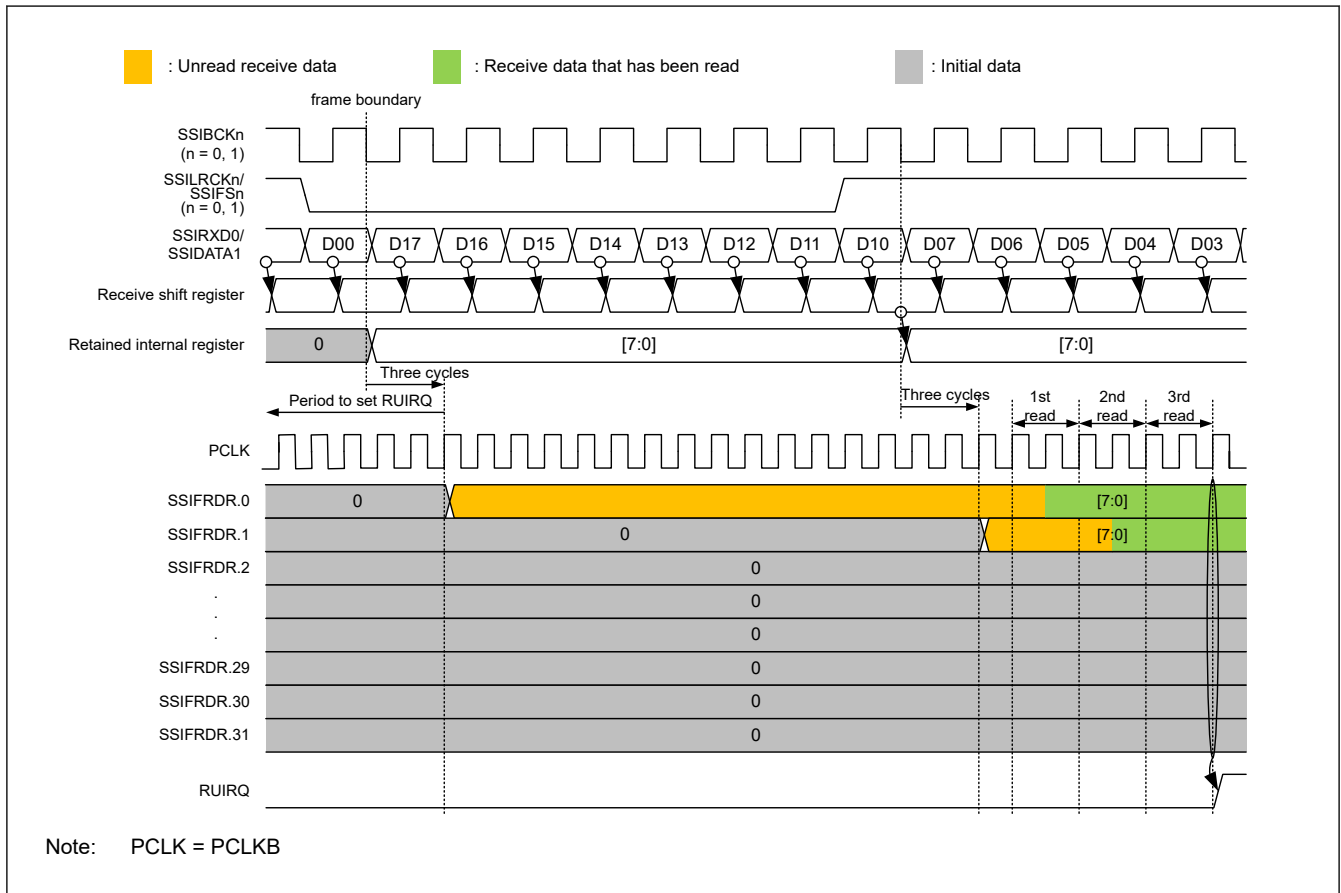 : Unread receive data
: Receive data that has been read
: Initial data
frame boundary
SSIBCKn
(n = 0, 1)
SSILRCKn/
SSIFSn
(n = 0, 1)
SSIRXD0/
SSIDATA1
D00 D17 D16 D15 D14 D13 D12 D11 D10 D07 D06 D05 D04 D03
Receive shift register
Retained internal register
0 [7:0] [7:0]
Three cycles
Period to set RUIRQ
Three cycles
1st
read
2nd
read
3rd
read
PCLK
SSIFRDR.0 0 [7:0]
SSIFRDR.1 0 [7:0]
SSIFRDR.2 0
. 0
. 0
.
SSIFRDR.29 0
SSIFRDR.30 0
SSIFRDR.31 0
RUIRQ
Note: PCLK = PCLKB